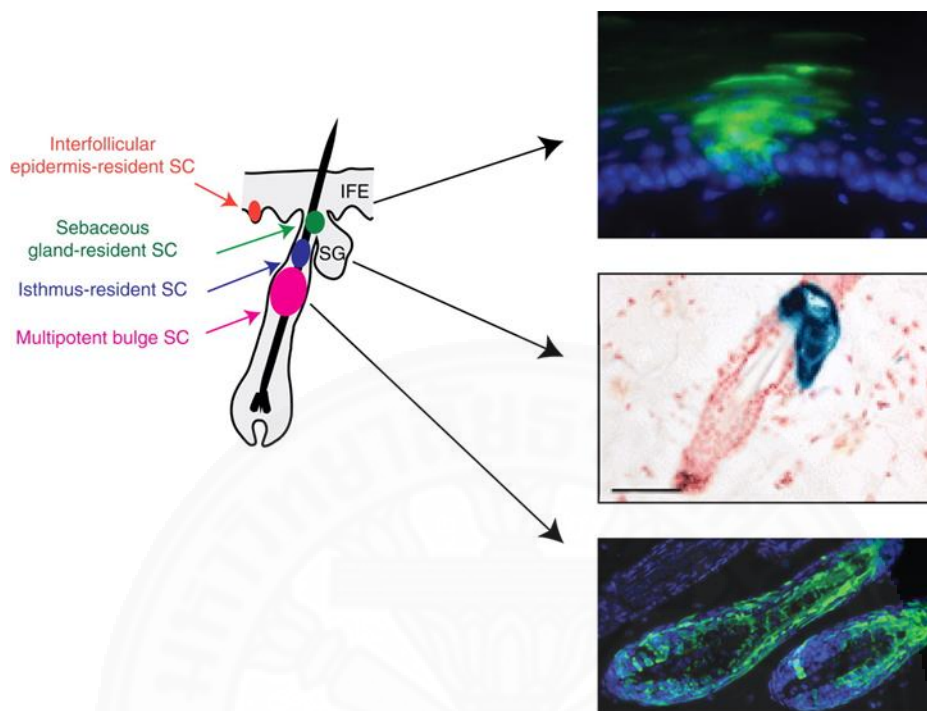 Interfollicular
epidermis-resident SC
Sebaceous
gland-resident SC
Isthmus-resident SC
Multipotent bulge SC
IFE
SG